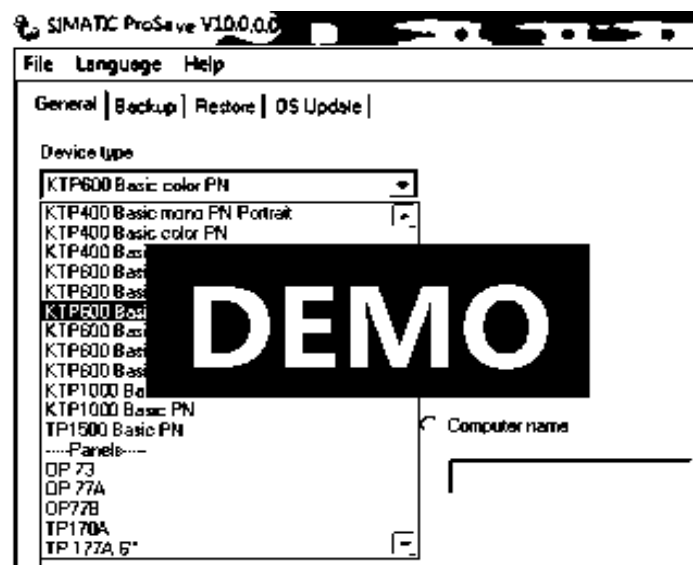 SIMATIC ProSave V10.0.0.0
File Language Help
General Backup Restore OS Update
Device type
KTP600 Basic color PN
KTP400 Basic mono PN Portrait
KTP400 Basic color PN
KTP400 Basi
KTP600 Basi
KTP600 Basi
KTP600 Basi
KTP600 Basi
KTP600 Basi
KTP600 Basi
KTP1000 Ba
KTP1000 Basic PN
TP1500 Basic PN
----Panels----
OP 73
OP 77A
OP77B
TP170A
TP 177A 6"
DEMO
Computer name